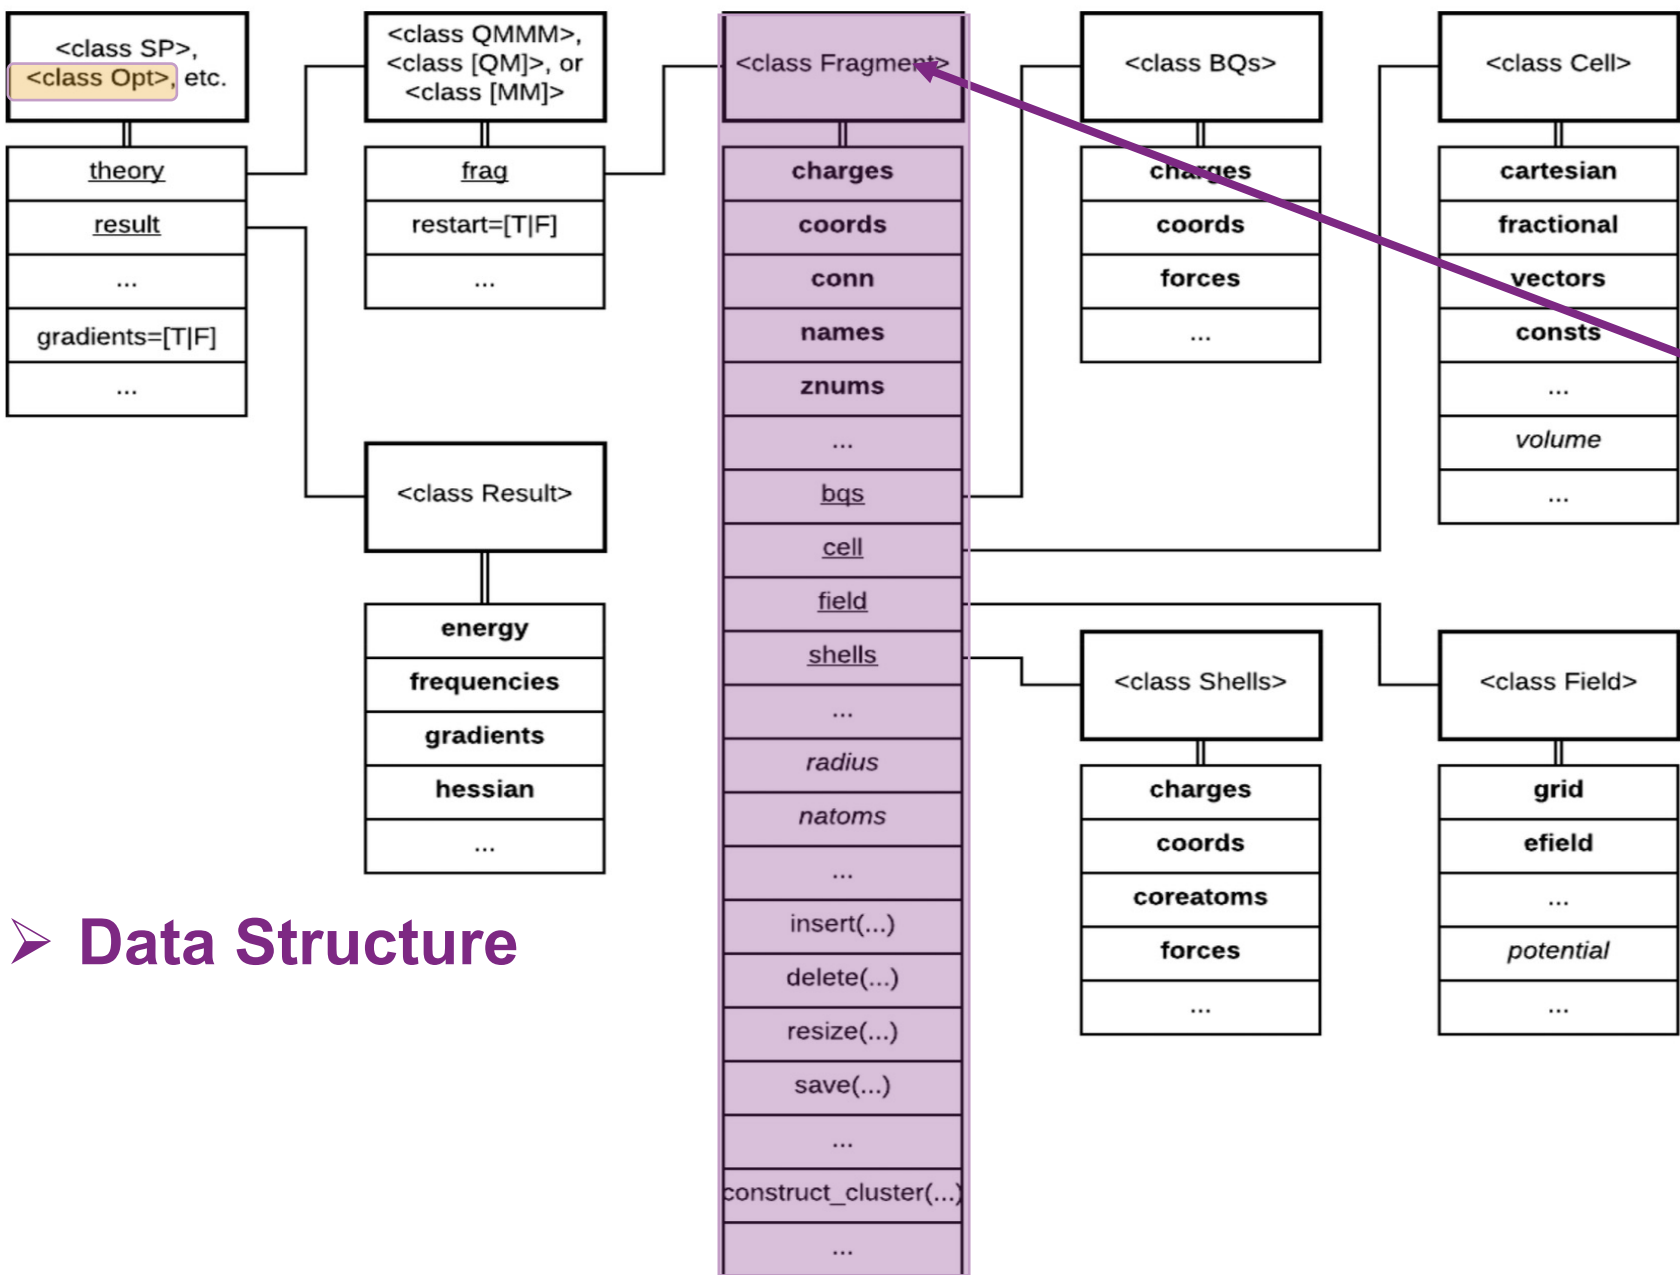 <class SP>,
<class Opt>, etc.
theory
result
...
gradients=[T|F]
...
<class QMMM>,
<class [QM]>, or
<class [MM]>
frag
restart=[T|F]
...
<class Result>
energy
frequencies
gradients
hessian
...
<class Fragment>
charges
coords
conn
names
znums
...
bqs
cell
field
shells
...
radius
natoms
...
insert(...)
delete(...)
resize(...)
save(...)
...
construct_cluster(...)
...
<class BQs>
charges
coords
forces
...
<class Cell>
cartesian
fractional
vectors
consts
...
volume
...
<class Shells>
charges
coords
coreatoms
forces
...
<class Field>
grid
efield
...
potential
...
➢ Data Structure